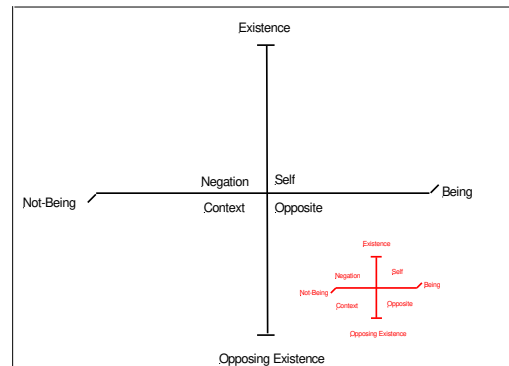 Existence
Negation Self
Not-Being Being
Context Opposite
Opposing Existence
Existence
Negation Self
Not-Being Being
Context Opposite
Opposing Existence